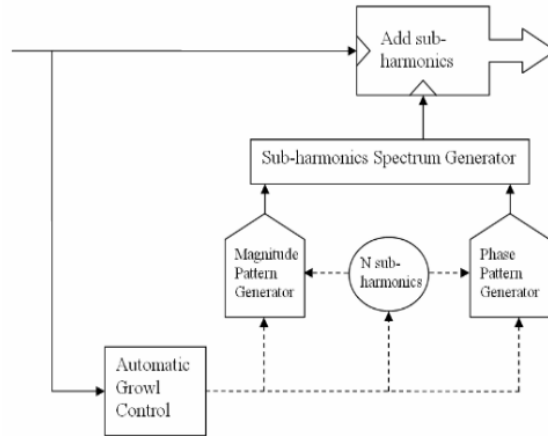 Add sub-
harmonics
Sub-harmonics Spectrum Generator
Magnitude
Pattern
Generator
N sub-
harmonics
Phase
Pattern
Generator
Automatic
Growl
Control